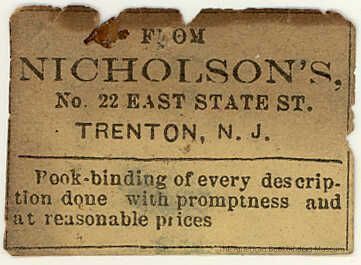 FROM
NICHOLSON'S,
No. 22 EAST STATE ST.
TRENTON, N. J.
Book-binding of every descrip-
tion done with promptness and
at reasonable prices